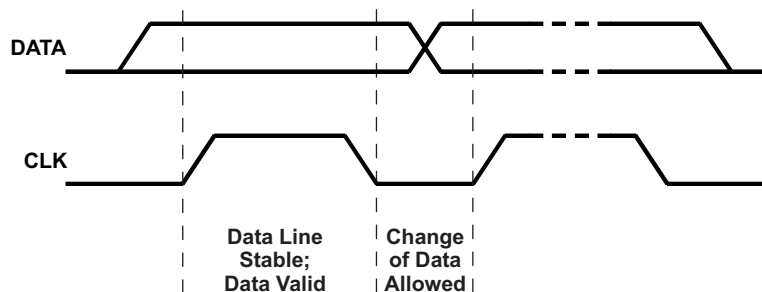 DATA
CLK
Data Line
Stable;
Data Valid
Change
of Data
Allowed